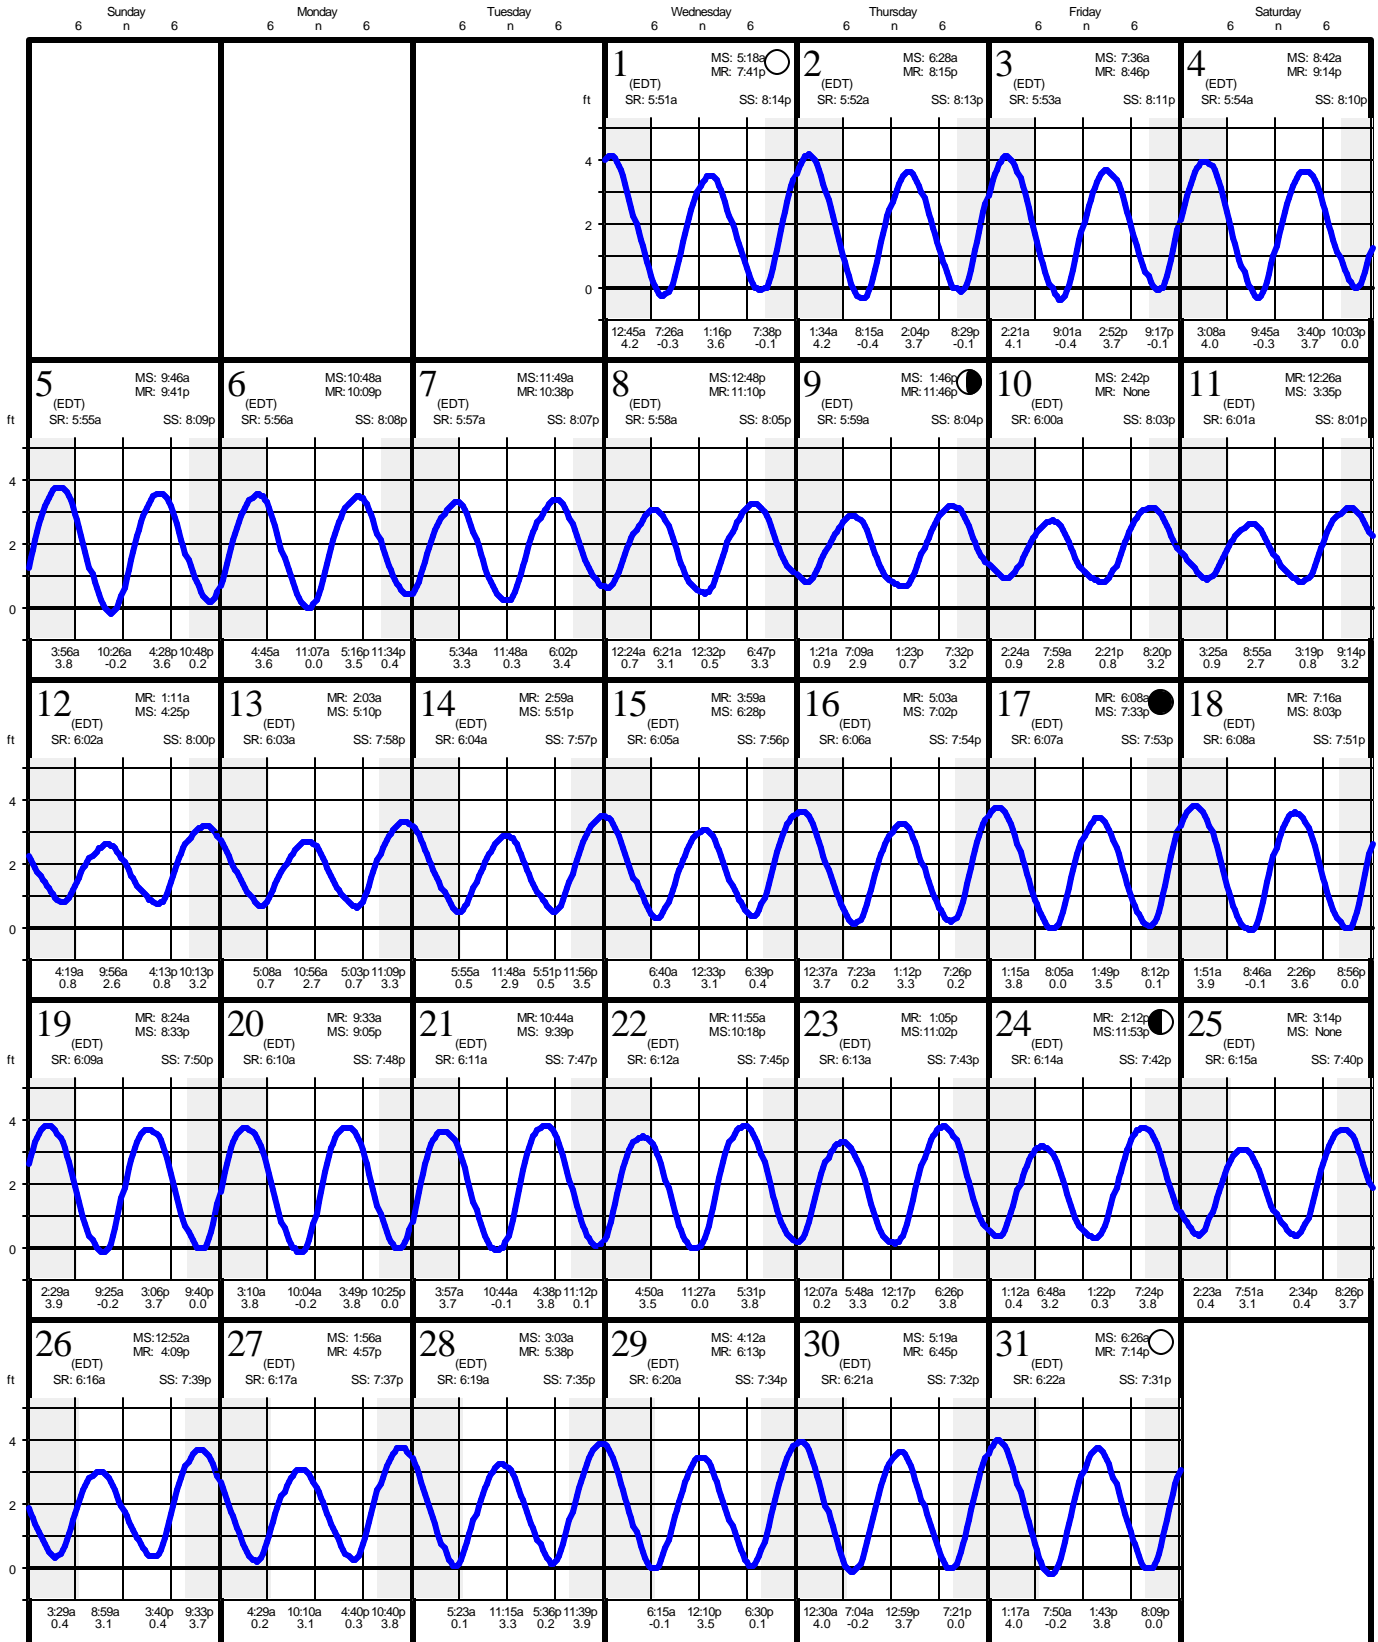 Sunday Monday Tuesday Wednesday Thursday Friday Saturday
6 n 6 6 n 6 6 n 6 6 n 6 6 n 6 6 n 6 6 n 6
1 MS: 5:18a 2 MS: 6:28a 3 MS: 7:36a 4 MS: 8:42a
MR: 7:41p MR: 8:15p MR: 8:46p MR: 9:14p
(EDT) (EDT) (EDT) (EDT)
ft SR: 5:51a SS: 8:14p SR: 5:52a SS: 8:13p SR: 5:53a SS: 8:11p SR: 5:54a SS: 8:10p
4
2
0
12:45a 7:26a 1:16p 7:38p 1:34a 8:15a 2:04p 8:29p 2:21a 9:01a 2:52p 9:17p 3:08a 9:45a 3:40p 10:03p
4.2 -0.3 3.6 -0.1 4.2 -0.4 3.7 -0.1 4.1 -0.4 3.7 -0.1 4.0 -0.3 3.7 0.0
5 MS: 9:46a 6 MS:10:48a 7 MS:11:49a 8 MS:12:48p 9 MS: 1:46p 10 MS: 2:42p 11 MR:12:26a
MR: 9:41p MR:10:09p MR:10:38p MR:11:10p MR:11:46p MR: None MS: 3:35p
(EDT) (EDT) (EDT) (EDT) (EDT) (EDT) (EDT)
ft SR: 5:55a SS: 8:09p SR: 5:56a SS: 8:08p SR: 5:57a SS: 8:07p SR: 5:58a SS: 8:05p SR: 5:59a SS: 8:04p SR: 6:00a SS: 8:03p SR: 6:01a SS: 8:01p
4
2
0
3:56a 10:26a 4:28p 10:48p 4:45a 11:07a 5:16p 11:34p 5:34a 11:48a 6:02p 12:24a 6:21a 12:32p 6:47p 1:21a 7:09a 1:23p 7:32p 2:24a 7:59a 2:21p 8:20p 3:25a 8:55a 3:19p 9:14p
3.8 -0.2 3.6 0.2 3.6 0.0 3.5 0.4 3.3 0.3 3.4 0.7 3.1 0.5 3.3 0.9 2.9 0.7 3.2 0.9 2.8 0.8 3.2 0.9 2.7 0.8 3.2
12 MR: 1:11a 13 MR: 2:03a 14 MR: 2:59a 15 MR: 3:59a 16 MR: 5:03a 17 MR: 6:08a 18 MR: 7:16a
MS: 4:25p MS: 5:10p MS: 5:51p MS: 6:28p MS: 7:02p MS: 7:33p MS: 8:03p
(EDT) (EDT) (EDT) (EDT) (EDT) (EDT) (EDT)
ft SR: 6:02a SS: 8:00p SR: 6:03a SS: 7:58p SR: 6:04a SS: 7:57p SR: 6:05a SS: 7:56p SR: 6:06a SS: 7:54p SR: 6:07a SS: 7:53p SR: 6:08a SS: 7:51p
4
2
0
4:19a 9:56a 4:13p 10:13p 5:08a 10:56a 5:03p 11:09p 5:55a 11:48a 5:51p 11:56p 6:40a 12:33p 6:39p 12:37a 7:23a 1:12p 7:26p 1:15a 8:05a 1:49p 8:12p 1:51a 8:46a 2:26p 8:56p
0.8 2.6 0.8 3.2 0.7 2.7 0.7 3.3 0.5 2.9 0.5 3.5 0.3 3.1 0.4 3.7 0.2 3.3 0.2 3.8 0.0 3.5 0.1 3.9 -0.1 3.6 0.0
19 MR: 8:24a 20 MR: 9:33a 21 MR:10:44a 22 MR:11:55a 23 MR: 1:05p 24 MR: 2:12p 25 MR: 3:14p
MS: 8:33p MS: 9:05p MS: 9:39p MS:10:18p MS:11:02p MS:11:53p MS: None
(EDT) (EDT) (EDT) (EDT) (EDT) (EDT) (EDT)
ft SR: 6:09a SS: 7:50p SR: 6:10a SS: 7:48p SR: 6:11a SS: 7:47p SR: 6:12a SS: 7:45p SR: 6:13a SS: 7:43p SR: 6:14a SS: 7:42p SR: 6:15a SS: 7:40p
4
2
0
2:29a 9:25a 3:06p 9:40p 3:10a 10:04a 3:49p 10:25p 3:57a 10:44a 4:38p 11:12p 4:50a 11:27a 5:31p 12:07a 5:48a 12:17p 6:26p 1:12a 6:48a 1:22p 7:24p 2:23a 7:51a 2:34p 8:26p
3.9 -0.2 3.7 0.0 3.8 -0.2 3.8 0.0 3.7 -0.1 3.8 0.1 3.5 0.0 3.8 0.2 3.3 0.2 3.8 0.4 3.2 0.3 3.8 0.4 3.1 0.4 3.7
26 MS:12:52a 27 MS: 1:56a 28 MS: 3:03a 29 MS: 4:12a 30 MS: 5:19a 31 MS: 6:26a
MR: 4:09p MR: 4:57p MR: 5:38p MR: 6:13p MR: 6:45p MR: 7:14p
(EDT) (EDT) (EDT) (EDT) (EDT) (EDT)
ft SR: 6:16a SS: 7:39p SR: 6:17a SS: 7:37p SR: 6:19a SS: 7:35p SR: 6:20a SS: 7:34p SR: 6:21a SS: 7:32p SR: 6:22a SS: 7:31p
4
2
0
3:29a 8:59a 3:40p 9:33p 4:29a 10:10a 4:40p 10:40p 5:23a 11:15a 5:36p 11:39p 6:15a 12:10p 6:30p 12:30a 7:04a 12:59p 7:21p 1:17a 7:50a 1:43p 8:09p
0.4 3.1 0.4 3.7 0.2 3.1 0.3 3.8 0.1 3.3 0.2 3.9 -0.1 3.5 0.1 4.0 -0.2 3.7 0.0 4.0 -0.2 3.8 0.0